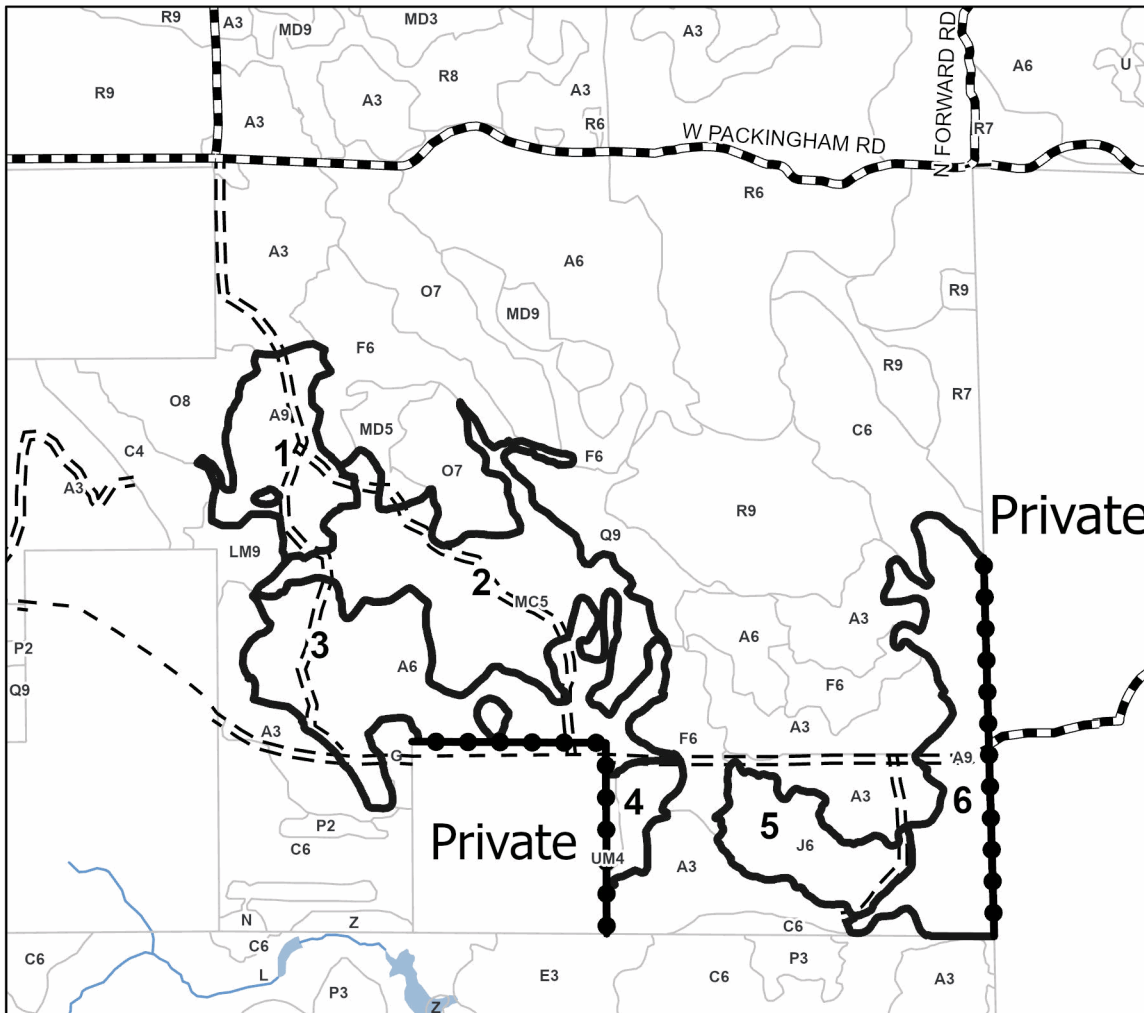 R9
A3
MD9
MD3
A3
N FORWARD RD
A6
U
R9
A3
R8
A3
A3
R6
R7
W PACKINGHAM RD
R6
A3
A6
O7
MD9
R9
F6
R9
R7
O8
A9
C6
MD5
1
C4
O7
F6
A3
R9
Private
Q9
LM9
2
MC5
3
A3
A6
P2
A6
F6
Q9
A3
A3
F6
G
A9
4
A3
6
5
P2
Private
J6
C6
UM4
A3
N
Z
C6
C6
C6
L
E3
C6
P3
A3
P3
Z